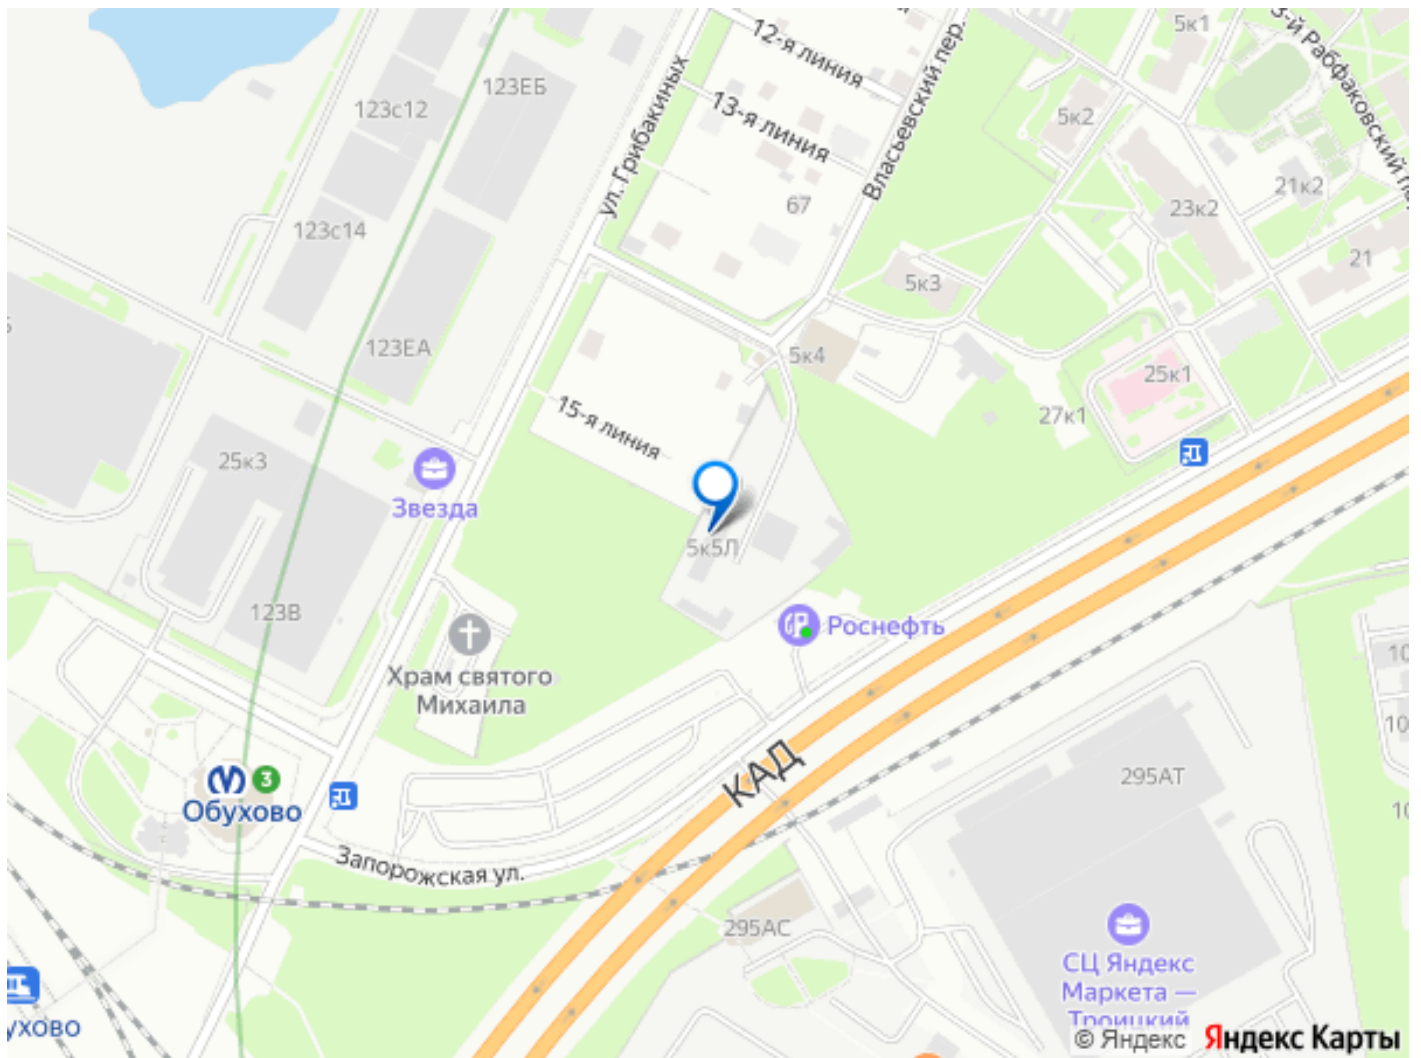 12-я линия
5к1
3-й Рабфаковский
123ЕБ
123с12
13-я линия
Власьевский пер.
5к2
ул. Грибакиных
21к2
67
23к2
123с14
21
5к3
123ЕА
5к4
25к1
15-я линия
27к1
25к3
Звезда
5к5Л
123В
Роснефть
Храм святого
Михаила
КАД
295АТ
3
Обухово
Запорожская ул.
295АС
СЦ Яндекс
Маркета —
Троицкий
ухово
© Яндекс Яндекс Карты